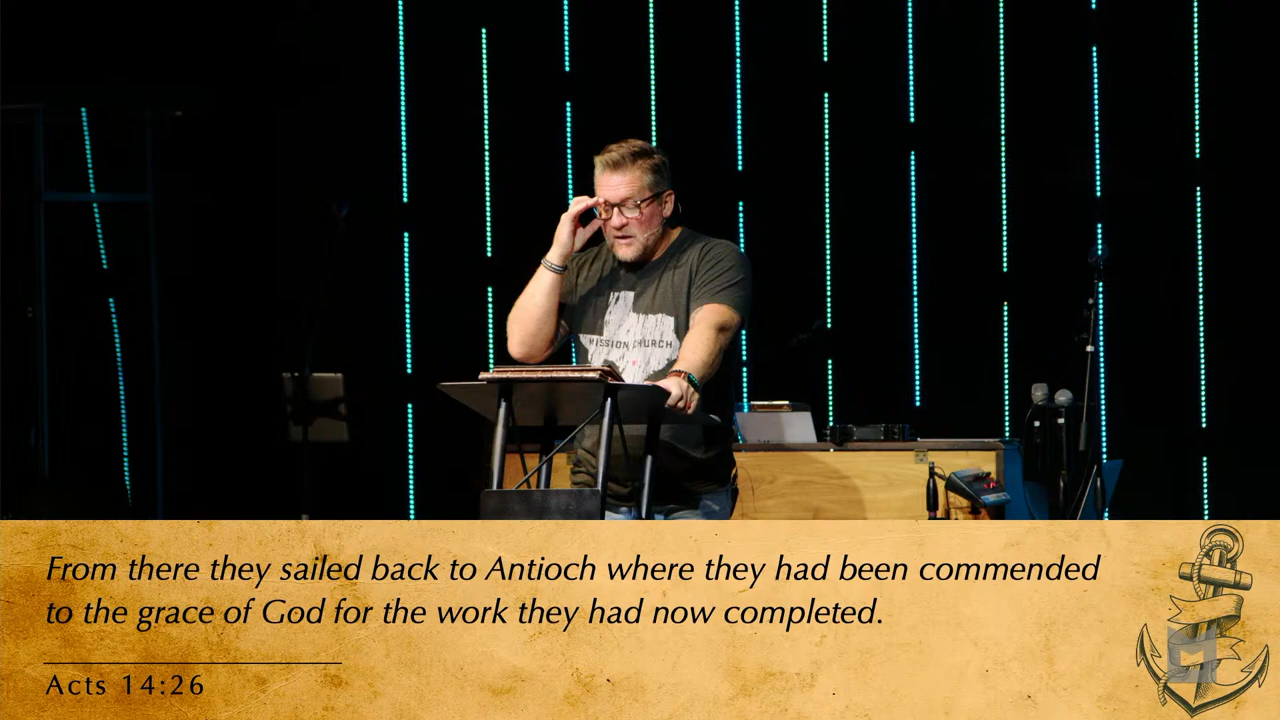 MISSION CHURCH
From there they sailed back to Antioch where they had been commended
to the grace of God for the work they had now completed.
Acts 14:26